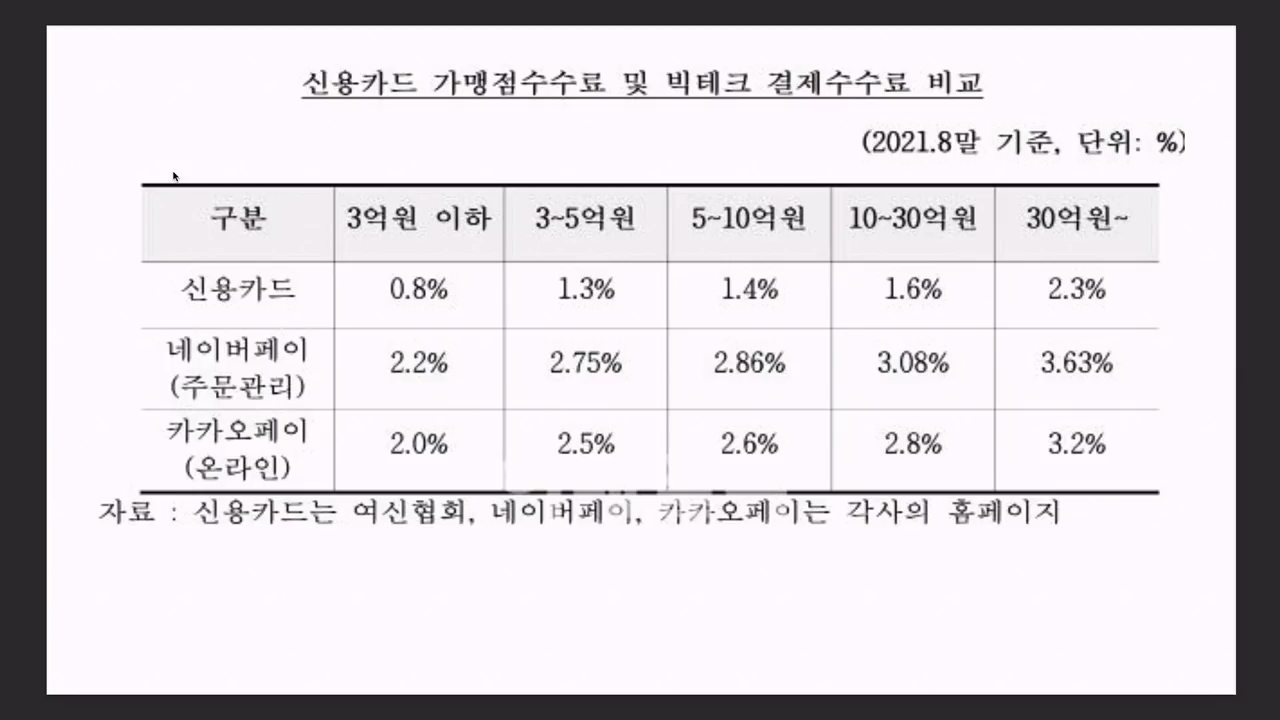 신용카드 가맹점수수료 및 빅테크 결제수수료 비교
(2021.8말 기준, 단위: %)
구분 3억원 이하 3~5억원 5~10억원 10~30억원 30억원~
신용카드 0.8% 1.3% 1.4% 1.6% 2.3%
네이버페이
(주문관리) 2.2% 2.75% 2.86% 3.08% 3.63%
카카오페이
(온라인) 2.0% 2.5% 2.6% 2.8% 3.2%
자료 : 신용카드는 여신협회, 네이버페이, 카카오페이는 각사의 홈페이지